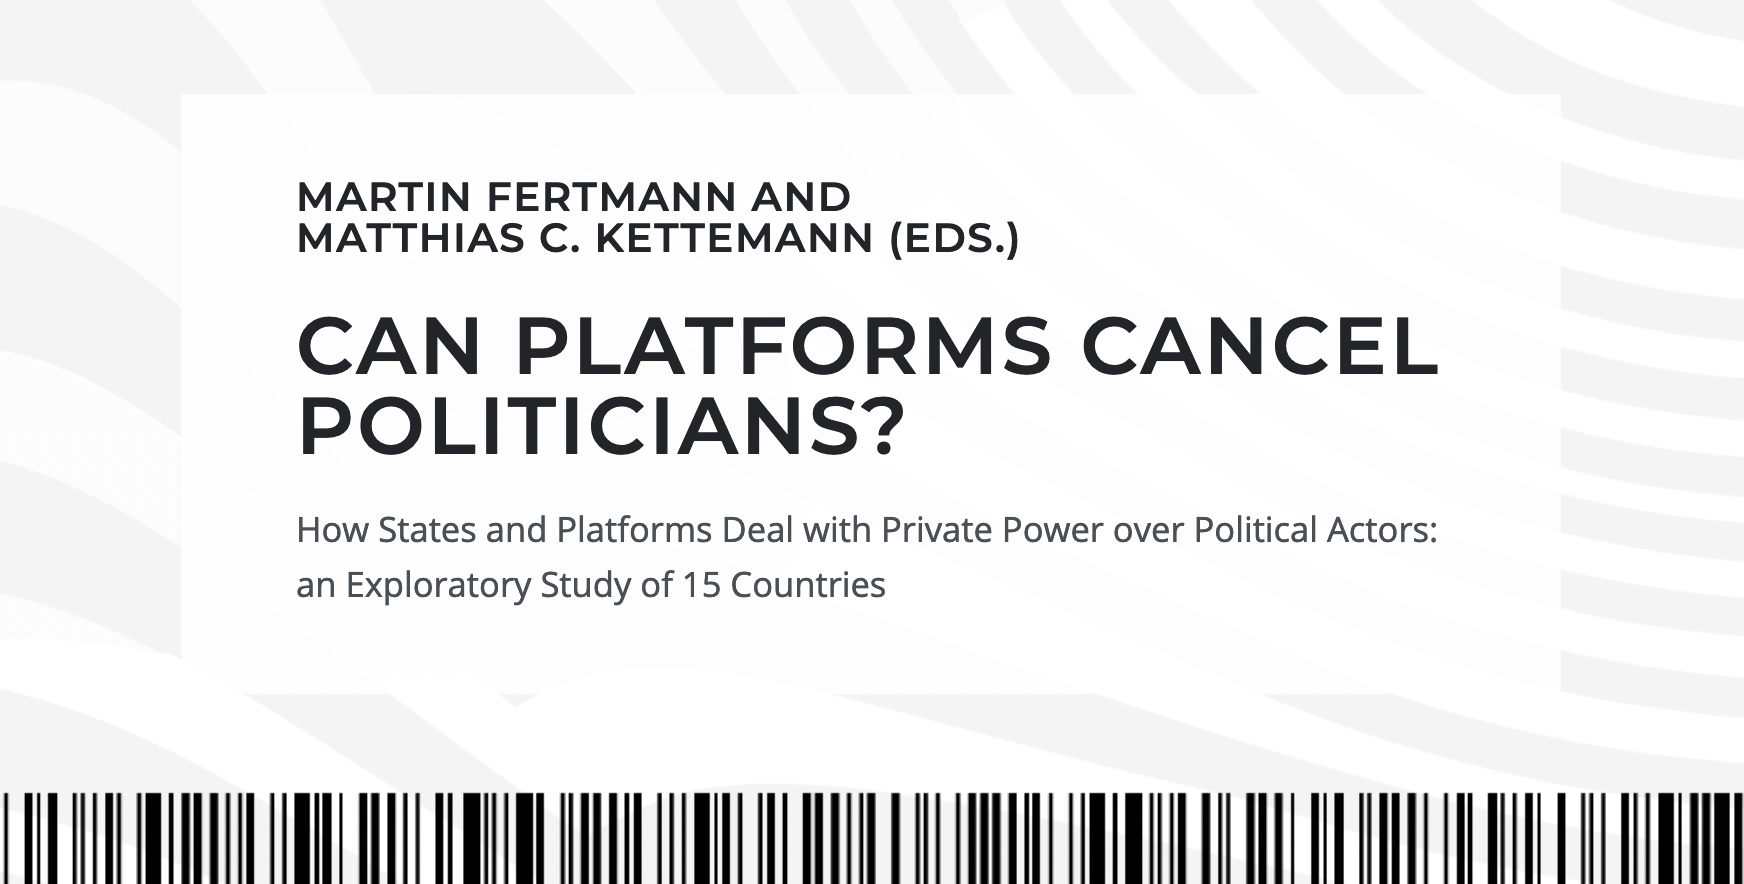 MARTIN FERTMANN AND
MATTHIAS C. KETTEMANN (EDS.)
CAN PLATFORMS CANCEL
POLITICIANS?
How States and Platforms Deal with Private Power over Political Actors:
an Exploratory Study of 15 Countries